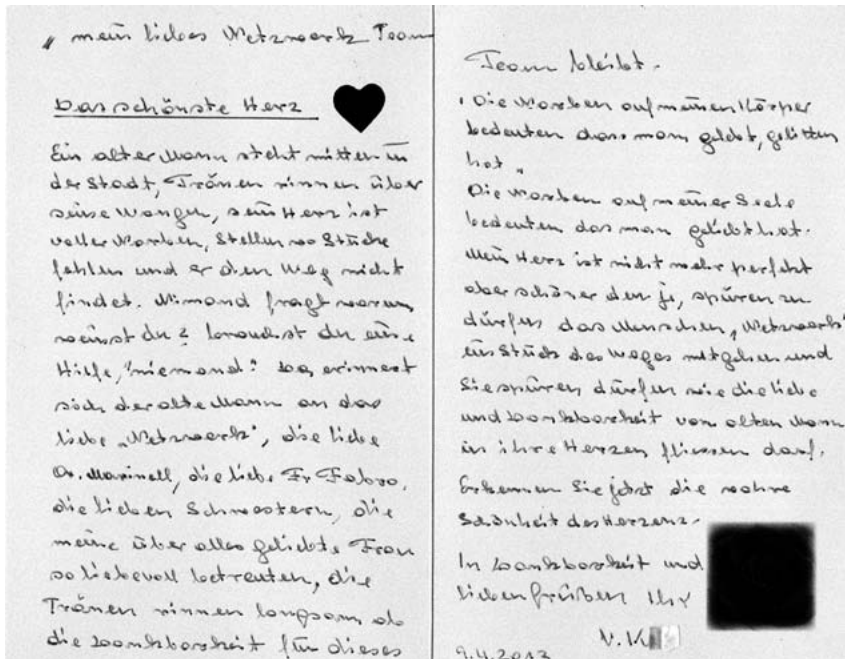 " mein liebes Netzwerk Team
Das schönste Herz
Ein alter Mann steht mitten in
der Stadt, Tränen rinnen über
seine Wangen, sein Herz ist
voller Narben, Stellen wo Stücke
fehlen und er den Weg nicht
findet. Nimand fragt warum
weinst du? brauchst du eine
Hilfe, "niemand? Da erinnert
sich der alte Mann an das
liebe „Netzwerk", die liebe
Dr. Marinell, die liebe Fr Fabro,
die lieben Schwestern, die
meine über alles geliebte Frau
so liebevoll betreuten, die
Tränen rinnen langsam ab
die Dankbarkeit für dieses
Team bleibt.
. Die Narben auf meinen Körper
bedeuten dass man gelebt, gelitten
hat "
Die Narben auf meiner Seele
bedeuten das man geliebt hat.
Mein Herz ist nicht mehr perfekt
aber schöner den je, spüren zu
dürfen das Menschen „Netzwerk"
ein Stück des Weges mitgehen und
Sie spüren dürfen wie die liebe
und Dankbarkeit vom alten Mann
in ihre Herzen fliessen darf.
Erkennen Sie jetzt die wahre
Schönheit des Herzens.
In Dankbarkeit und
lieben Grüßen Ihr
N. K
9.4.2013